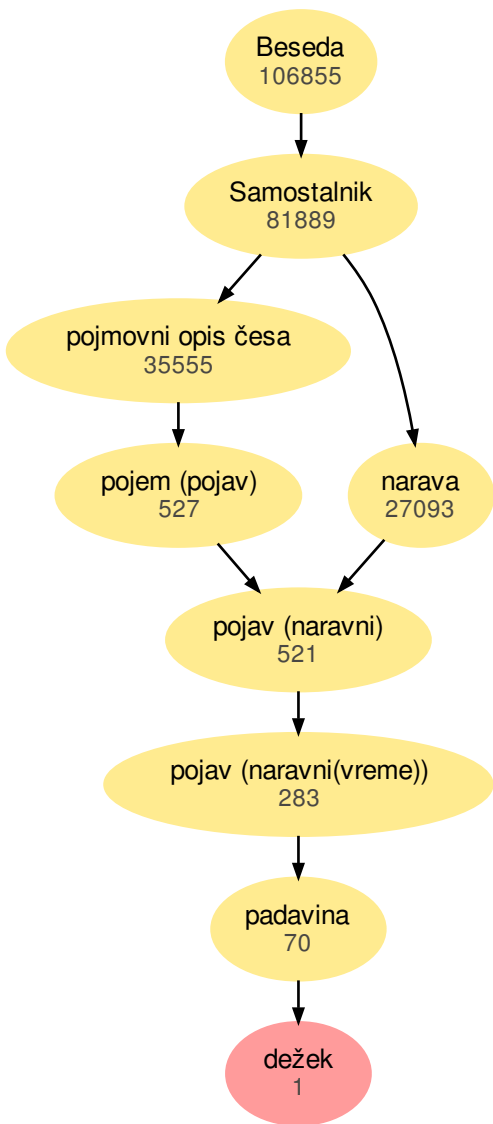 Beseda
106855
Samostalnik
81889
pojmovni opis česa
35555
pojem (pojav)
527
narava
27093
pojav (naravni)
521
pojav (naravni(vreme))
283
padavina
70
dežek
1